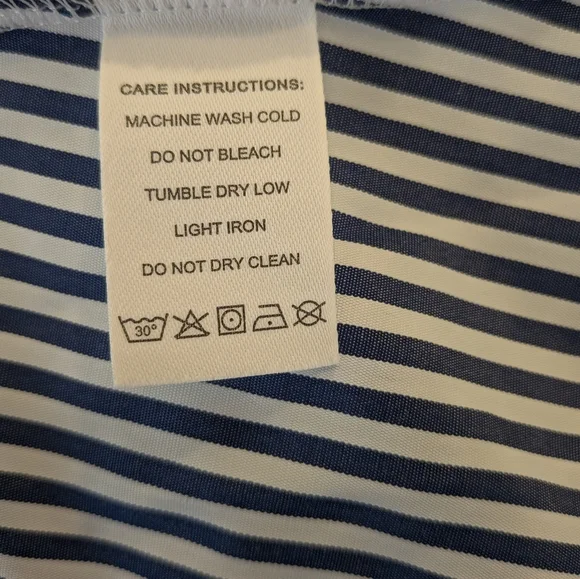 CARE INSTRUCTIONS:
MACHINE WASH COLD
DO NOT BLEACH
TUMBLE DRY LOW
LIGHT IRON
DO NOT DRY CLEAN
30°